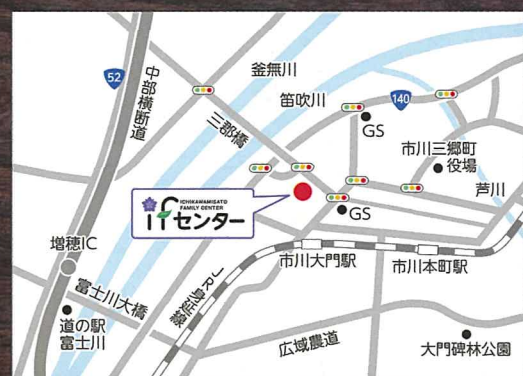 52
中部横断道
釜無川
笛吹川
140
三郡橋
GS
市川三郷町
役場
芦川
ICHIKAWAMISATO
FAMILY CENTER
ifセンター
GS
増穂IC
市川大門駅
市川本町駅
富士川大橋
JR身延線
道の駅
富士川
広域農道
大門碑林公園